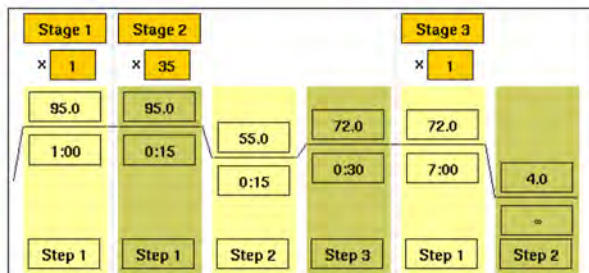 Stage 1 Stage 2 Stage 3
× 1 × 35 × 1
95.0 95.0 55.0 72.0 72.0 4.0
1:00 0:15 0:15 0:30 7:00 ∞
Step 1 Step 1 Step 2 Step 3 Step 1 Step 2